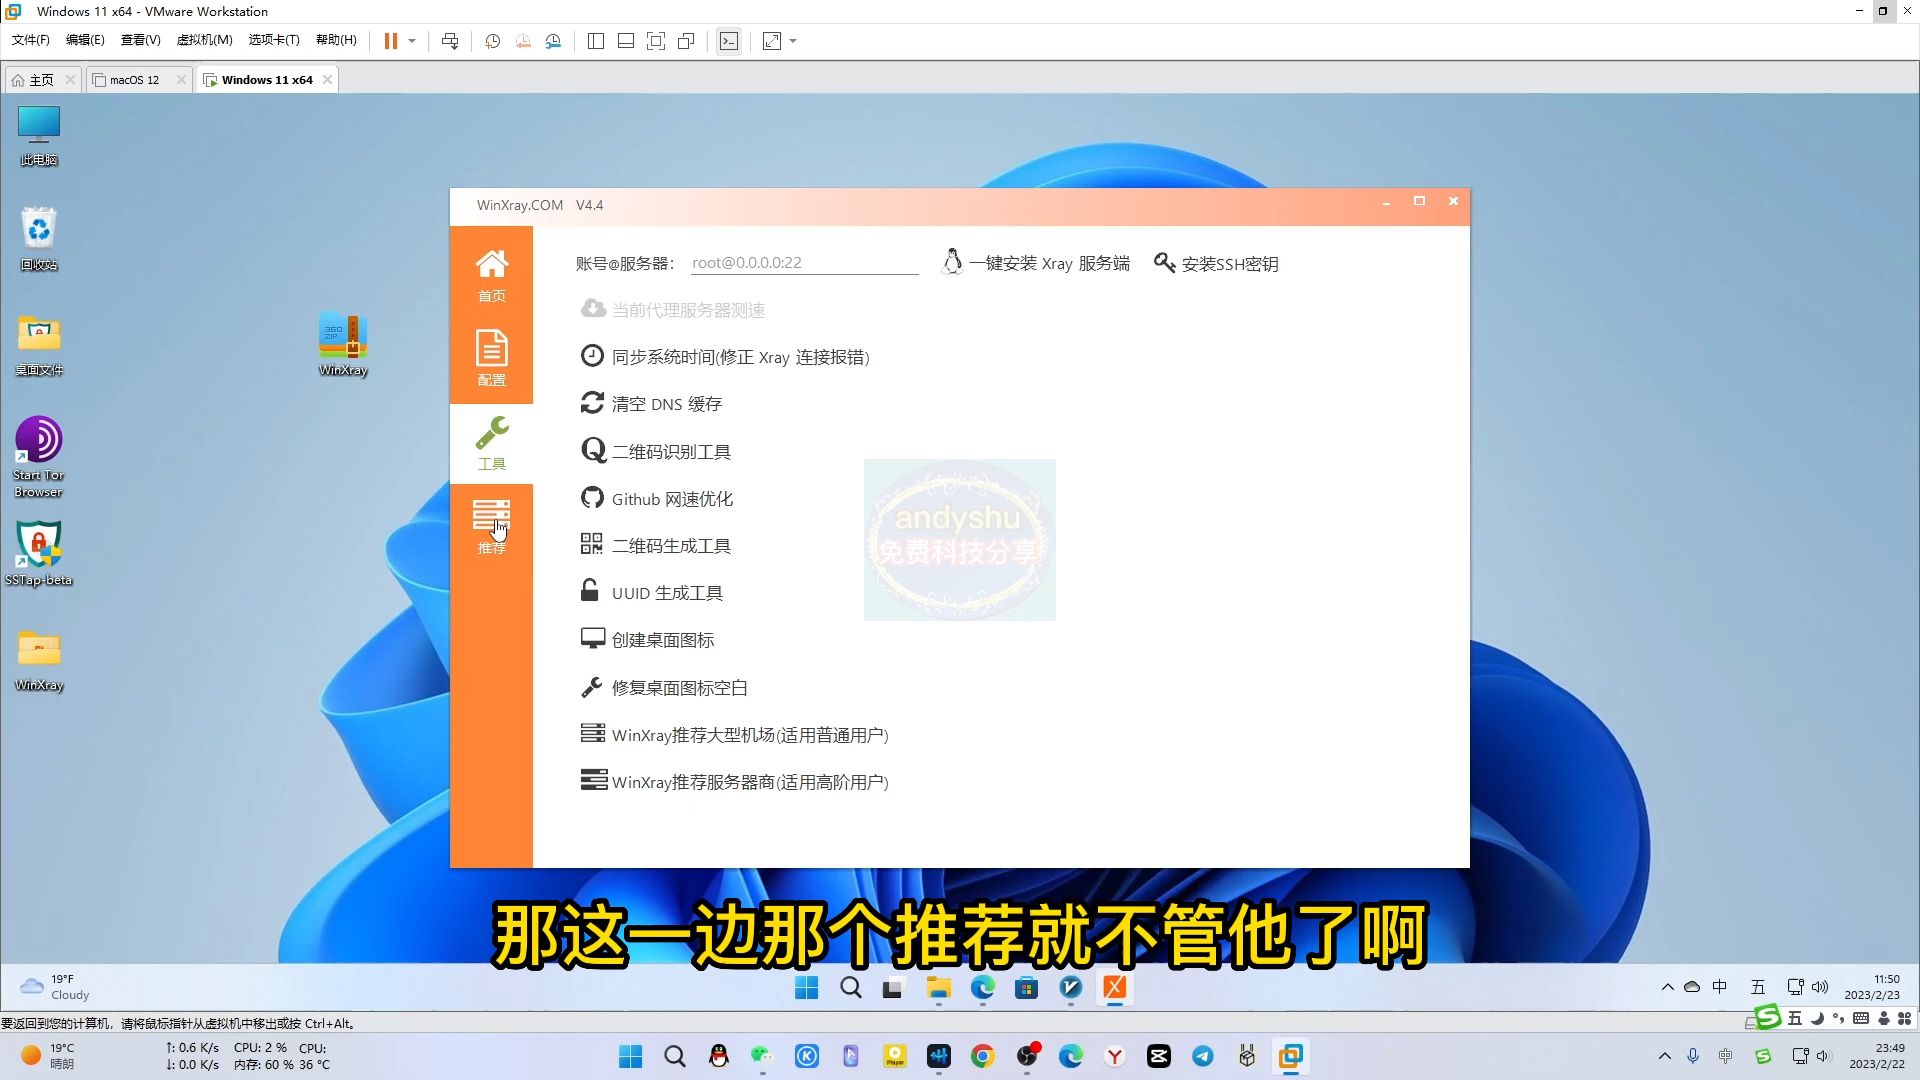 Windows 11 x64 - VMware Workstation
文件(F) 编辑(E) 查看(V) 虚拟机(M) 选项卡(T) 帮助(H)
主页 macOS 12 Windows 11 x64
此电脑
回收站
桌面文件
Start Tor
Browser
SSTap-beta
WinXray
WinXray
WinXray.COM V4.4
首页
配置
工具
推荐
账号@服务器： root@0.0.0.0:22 一键安装 Xray 服务端 安装SSH密钥
当前代理服务器测速
同步系统时间(修正 Xray 连接报错)
清空 DNS 缓存
二维码识别工具
Github 网速优化
二维码生成工具
UUID 生成工具
创建桌面图标
修复桌面图标空白
WinXray推荐大型机场(适用普通用户)
WinXray推荐服务器商(适用高阶用户)
andyshu
免费科技分享
那这一边那个推荐就不管他了啊
19°F
Cloudy
中 五
11:50
2023/2/23
要返回到您的计算机，请将鼠标指针从虚拟机中移出或按 Ctrl+Alt。
五
19°C
晴朗
↑: 0.6 K/s CPU: 2 % CPU:
↓: 0.0 K/s 内存: 60 % 36 °C
中
23:49
2023/2/22